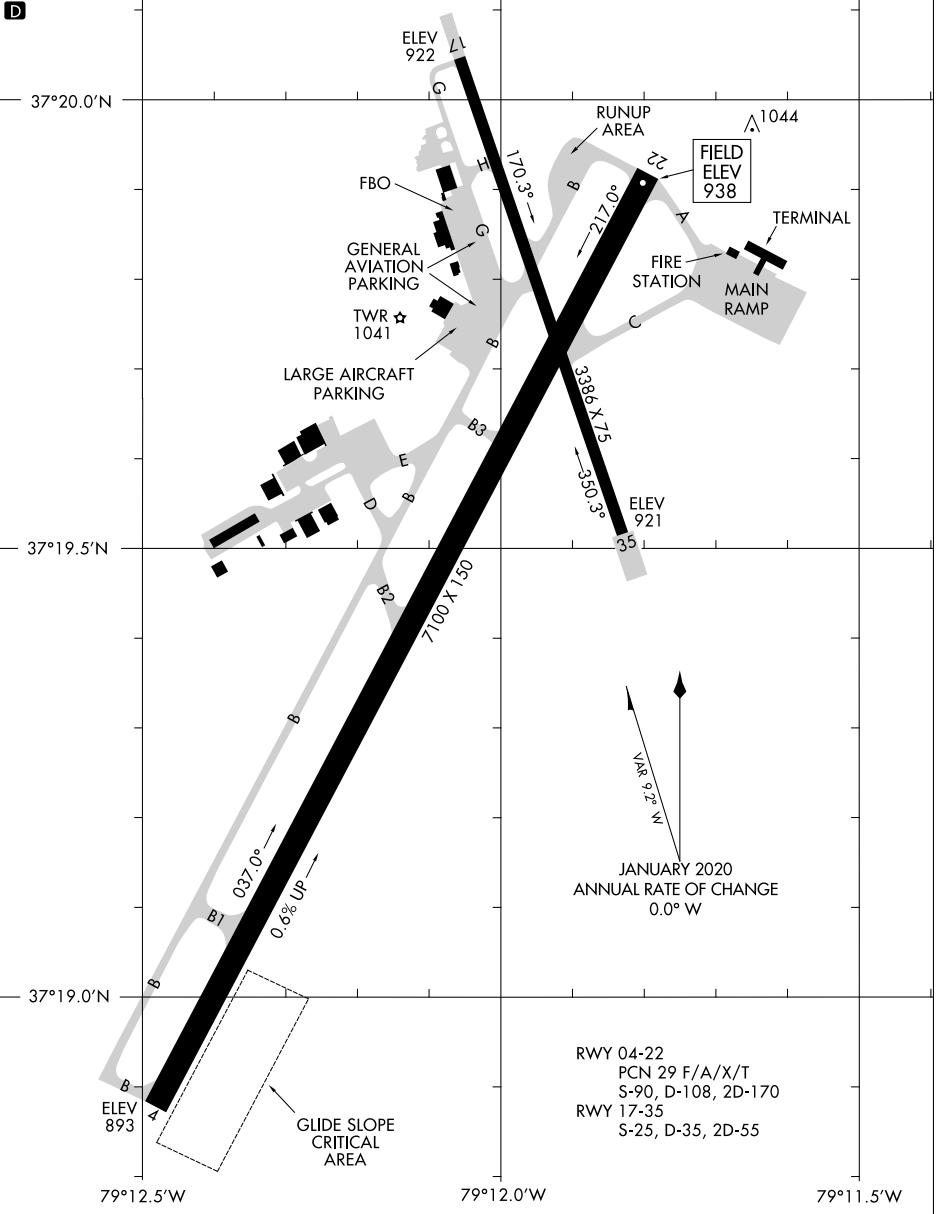 D
ELEV
922
17
37°20.0'N
G
RUNUP
AREA
1044
H
170.3°
B
22
FIELD
ELEV
938
FBO
217.0°
A
TERMINAL
G
GENERAL
AVIATION
PARKING
FIRE
STATION
MAIN
RAMP
TWR
1041
B
C
LARGE AIRCRAFT
PARKING
3386 X 75
B3
E
B
D
350.3°
ELEV
921
35
37°19.5'N
B2
7100 X 150
B
VAR 9.2° W
JANUARY 2020
ANNUAL RATE OF CHANGE
0.0° W
037.0°
0.6% UP
B1
B
37°19.0'N
RWY 04-22
PCN 29 F/A/X/T
S-90, D-108, 2D-170
RWY 17-35
S-25, D-35, 2D-55
B
ELEV
893
4
GLIDE SLOPE
CRITICAL
AREA
79°12.5'W
79°12.0'W
79°11.5'W